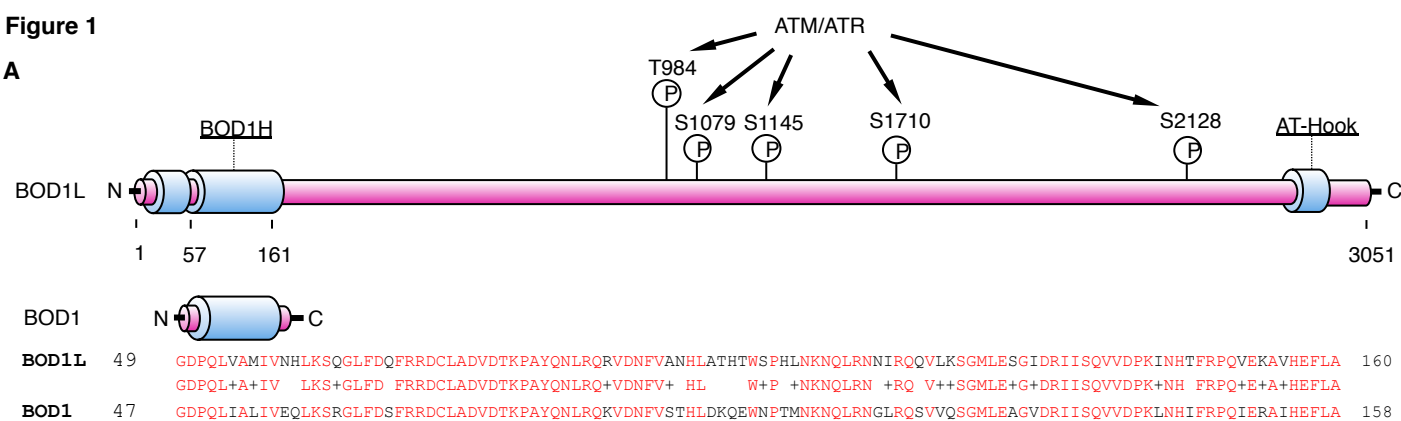 Figure 1
ATM/ATR
A
T984
P
S1079 S1145 S1710 S2128
BOD1H AT-Hook
P P P P
BOD1L N C
1 57 161 3051
BOD1 N C
BOD1L 49 GDPQLVAMIVNHLKSQGLFDQFRRDCLADVDTKPAYQNLRQRVDNFVANHLATHTWSPHLNKNQLRNNIRQQVLKSGMLESGIDRIISQVVDPKINHTFRPQVEKAVHEFLA 160
GDPQL+A+IV LKS+GLFD FRRDCLADVDTKPAYQNLRQ+VDNFV+ HL W+P +NKNQLRN +RQ V++SGMLE+G+DRIISQVVDPK+NH FRPQ+E+A+HEFLA
BOD1 47 GDPQLIALIVEQLKSRGLFDSFRRDCLADVDTKPAYQNLRQKVDNFVSTHLDKQEWNPTMNKNQLRNGLRQSVVQSGMLEAGVDRIISQVVDPKLNHIFRPQIERAIHEFLA 158